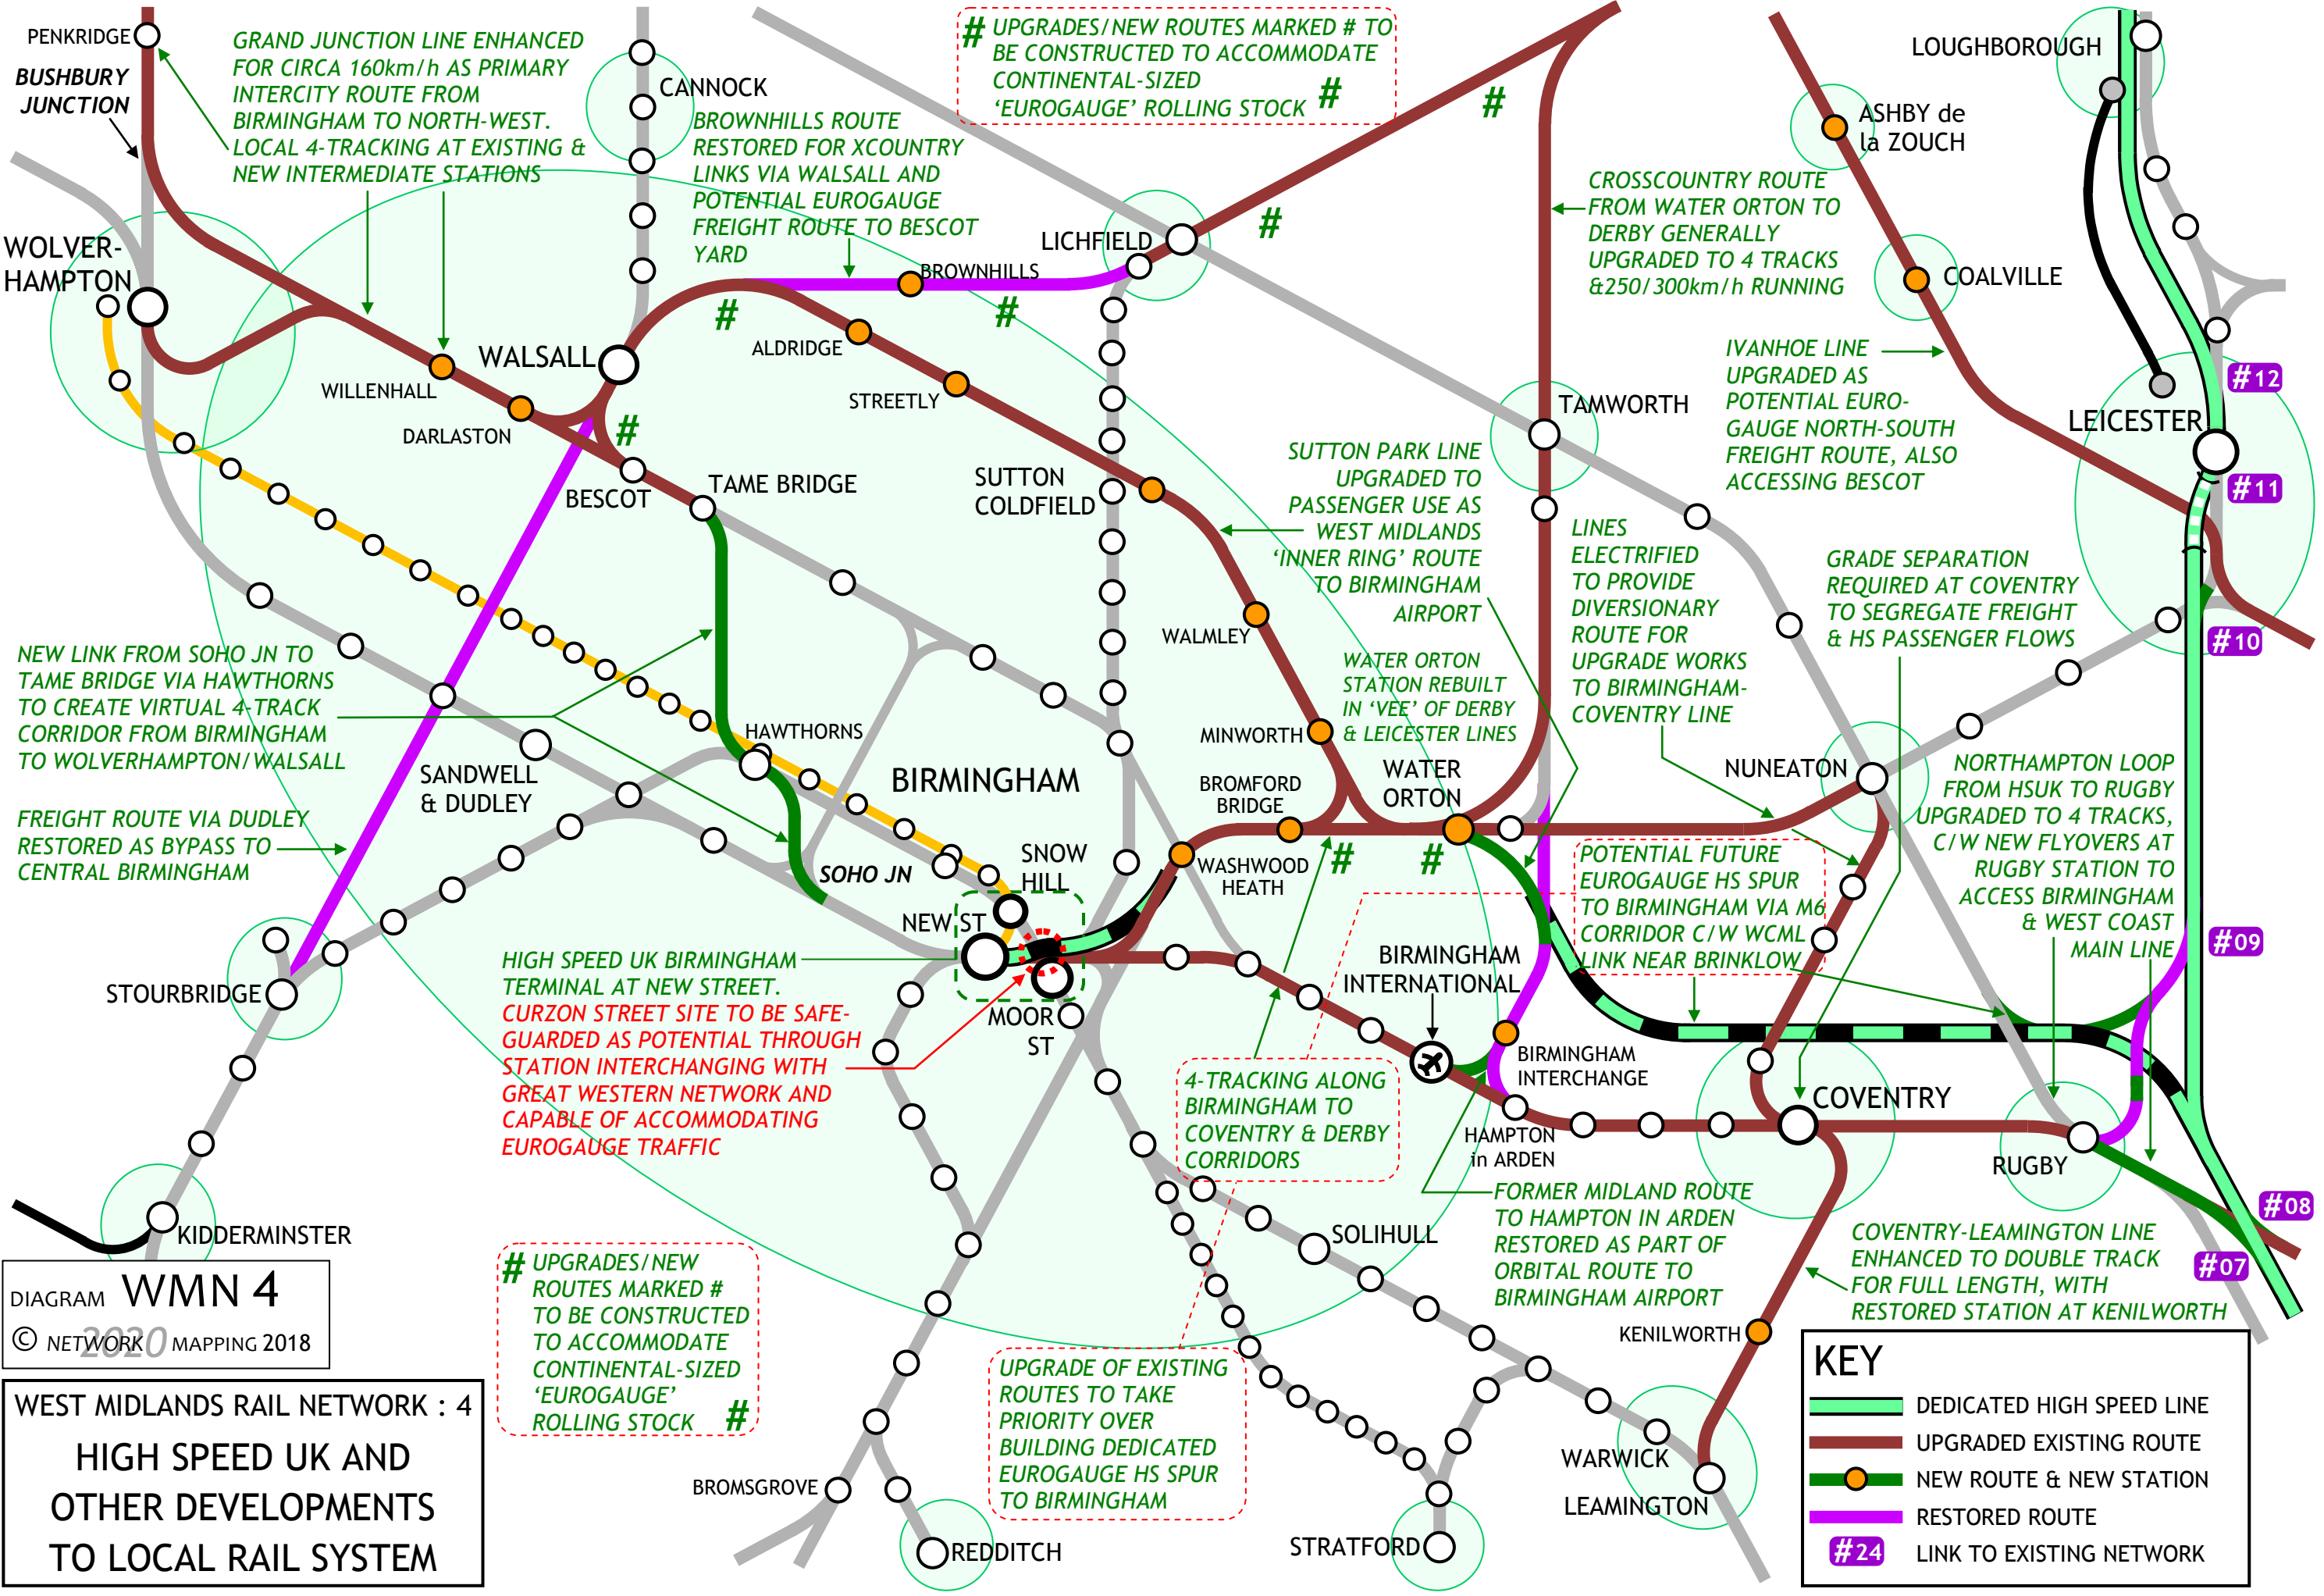 PENKRIDGE
BUSHBURY
JUNCTION
GRAND JUNCTION LINE ENHANCED
FOR CIRCA 160km/h AS PRIMARY
INTERCITY ROUTE FROM
BIRMINGHAM TO NORTH-WEST.
LOCAL 4-TRACKING AT EXISTING &
NEW INTERMEDIATE STATIONS
CANNOCK
BROWNHILLS ROUTE
RESTORED FOR XCOUNTRY
LINKS VIA WALSALL AND
POTENTIAL EUROGAUGE
FREIGHT ROUTE TO BESCOT
YARD
# UPGRADES/NEW ROUTES MARKED # TO
BE CONSTRUCTED TO ACCOMMODATE
CONTINENTAL-SIZED
‘EUROGAUGE’ ROLLING STOCK #
#
#
LOUGHBOROUGH
ASHBY de
la ZOUCH
CROSSCOUNTRY ROUTE
FROM WATER ORTON TO
DERBY GENERALLY
UPGRADED TO 4 TRACKS
&250/300km/h RUNNING
COALVILLE
WOLVER-
HAMPTON
LICHFIELD
BROWNHILLS
#
#
WALSALL
WILLENHALL
DARLASTON
#
ALDRIDGE
STREETLY
IVANHOE LINE
UPGRADED AS
POTENTIAL EURO-
GAUGE NORTH-SOUTH
FREIGHT ROUTE, ALSO
ACCESSING BESCOT
#12
LEICESTER
#11
TAMWORTH
BESCOT
TAME BRIDGE
SUTTON
COLDFIELD
SUTTON PARK LINE
UPGRADED TO
PASSENGER USE AS
WEST MIDLANDS
‘INNER RING’ ROUTE
TO BIRMINGHAM
AIRPORT
LINES
ELECTRIFIED
TO PROVIDE
DIVERSIONARY
ROUTE FOR
UPGRADE WORKS
TO BIRMINGHAM-
COVENTRY LINE
GRADE SEPARATION
REQUIRED AT COVENTRY
TO SEGREGATE FREIGHT
& HS PASSENGER FLOWS
#10
WALMLEY
NEW LINK FROM SOHO JN TO
TAME BRIDGE VIA HAWTHORNS
TO CREATE VIRTUAL 4-TRACK
CORRIDOR FROM BIRMINGHAM
TO WOLVERHAMPTON/WALSALL
WATER ORTON
STATION REBUILT
IN ‘VEE’ OF DERBY
& LEICESTER LINES
MINWORTH
HAWTHORNS
SANDWELL
& DUDLEY
BIRMINGHAM
BROMFORD
BRIDGE
WATER
ORTON
NUNEATON
NORTHAMPTON LOOP
FROM HSUK TO RUGBY
UPGRADED TO 4 TRACKS,
C/W NEW FLYOVERS AT
RUGBY STATION TO
ACCESS BIRMINGHAM
& WEST COAST
MAIN LINE
#09
FREIGHT ROUTE VIA DUDLEY
RESTORED AS BYPASS TO
CENTRAL BIRMINGHAM
SOHO JN
SNOW
HILL
WASHWOOD
HEATH
#
#
POTENTIAL FUTURE
EUROGAUGE HS SPUR
TO BIRMINGHAM VIA M6
CORRIDOR C/W WCML
LINK NEAR BRINKLOW
NEW ST
HIGH SPEED UK BIRMINGHAM
TERMINAL AT NEW STREET.
CURZON STREET SITE TO BE SAFE-
GUARDED AS POTENTIAL THROUGH
STATION INTERCHANGING WITH
GREAT WESTERN NETWORK AND
CAPABLE OF ACCOMMODATING
EUROGAUGE TRAFFIC
MOOR
ST
BIRMINGHAM
INTERNATIONAL
STOURBRIDGE
4-TRACKING ALONG
BIRMINGHAM TO
COVENTRY & DERBY
CORRIDORS
BIRMINGHAM
INTERCHANGE
HAMPTON
in ARDEN
COVENTRY
RUGBY
#08
#07
FORMER MIDLAND ROUTE
TO HAMPTON IN ARDEN
RESTORED AS PART OF
ORBITAL ROUTE TO
BIRMINGHAM AIRPORT
COVENTRY-LEAMINGTON LINE
ENHANCED TO DOUBLE TRACK
FOR FULL LENGTH, WITH
RESTORED STATION AT KENILWORTH
KIDDERMINSTER
SOLIHULL
# UPGRADES/NEW
ROUTES MARKED #
TO BE CONSTRUCTED
TO ACCOMMODATE
CONTINENTAL-SIZED
‘EUROGAUGE’
ROLLING STOCK #
UPGRADE OF EXISTING
ROUTES TO TAKE
PRIORITY OVER
BUILDING DEDICATED
EUROGAUGE HS SPUR
TO BIRMINGHAM
KENILWORTH
WARWICK
LEAMINGTON
BROMSGROVE
REDDITCH
STRATFORD
DIAGRAM WMN 4
© NETWORK 2020 MAPPING 2018
WEST MIDLANDS RAIL NETWORK : 4
HIGH SPEED UK AND
OTHER DEVELOPMENTS
TO LOCAL RAIL SYSTEM
KEY
DEDICATED HIGH SPEED LINE
UPGRADED EXISTING ROUTE
NEW ROUTE & NEW STATION
RESTORED ROUTE
#24 LINK TO EXISTING NETWORK